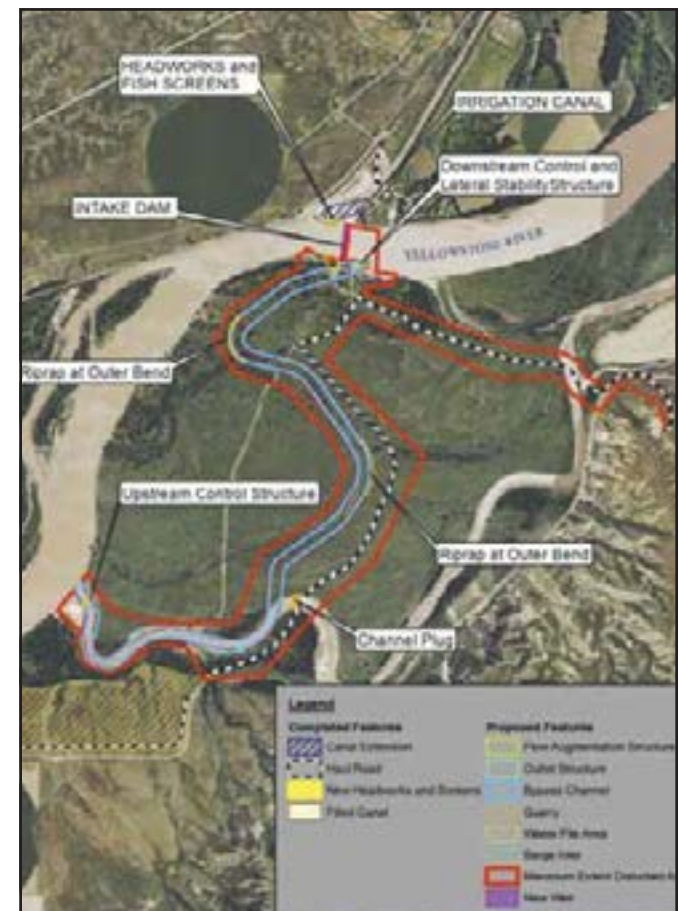 HEADWORKS and
FISH SCREENS
IRRIGATION CANAL
Downstream Control and
Lateral Stability Structure
INTAKE DAM
YELLOWSTONE RIVER
Riprap at Outer Bend
Upstream Control Structure
Riprap at Outer Bend
Channel Plug
Legend
Completed Features
Canal Extension
Haul Road
New Headworks and Screens
Filled Canal
Proposed Features
Flow Augmentation Structure
Outlet Structure
Bypass Channel
Quarry
Waste Pile Area
Barge Inlet
Maximum Extent Disturbed
New Weir